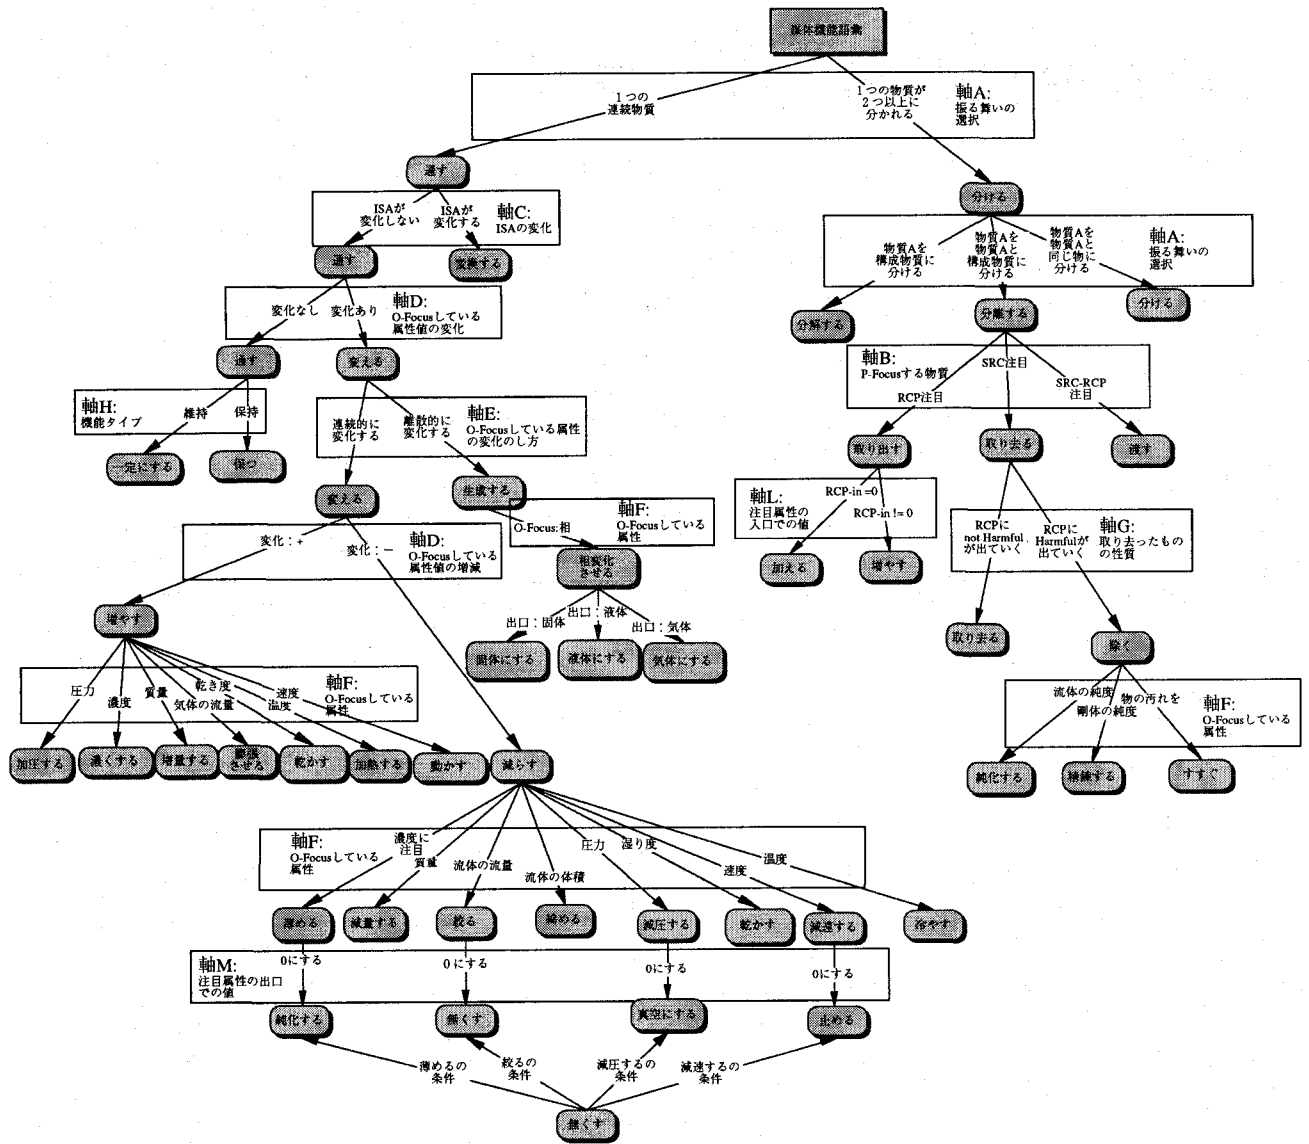 媒体機能語彙
1つの
連続物質
1つの物質が
2つ以上に
分かれる
軸A:
振る舞いの
選択
通す
分ける
ISAが
変化しない
ISAが
変化する
軸C:
ISAの変化
物質Aを
構成物質に
分ける
物質Aを
物質Aと
構成物質に
分ける
物質Aを
物質Aと
同じ物に
分ける
軸A:
振る舞いの
選択
通す
変換する
分解する
分離する
分ける
変化なし
変化あり
軸D:
O-Focusしている
属性値の変化
軸B:
P-Focusする物質
RCP注目
SRC注目
SRC-RCP
注目
通す
変える
軸H:
機能タイプ
維持
保持
連続的に
変化する
離散的に
変化する
軸E:
O-Focusしている属性
の変化のし方
取り出す
取り去る
渡す
一定にする
保つ
変える
生成する
軸L:
注目属性の
入口での値
RCP-in =0
RCP-in != 0
O-Focus:相
軸F:
O-Focusしている
属性
RCPに
not Harmful
が出ていく
RCPに
Harmfulが
出ていく
軸G:
取り去ったもの
の性質
変化：+
変化：−
軸D:
O-Focusしている
属性値の増減
相変化
させる
加える
増やす
増やす
出口：固体
出口：液体
出口：気体
取り去る
除く
固体にする
液体にする
気体にする
圧力
濃度
質量
気体の流量
乾き度
温度
速度
軸F:
O-Focusしている
属性
流体の純度
剛体の純度
物の汚れを
軸F:
O-Focusしている
属性
加圧する
濃くする
増量する
膨張
させる
乾かす
加熱する
動かす
減らす
純化する
精錬する
すすぐ
軸F:
O-Focusしている
属性
濃度に
注目
質量
流体の流量
流体の体積
圧力
湿り度
速度
温度
薄める
減量する
絞る
縮める
減圧する
乾かす
減速する
冷やす
軸M:
注目属性の出口
での値
0にする
0にする
0にする
0にする
純化する
無くす
真空にする
止める
薄めるの
条件
絞るの
条件
減圧するの
条件
減速するの
条件
無くす